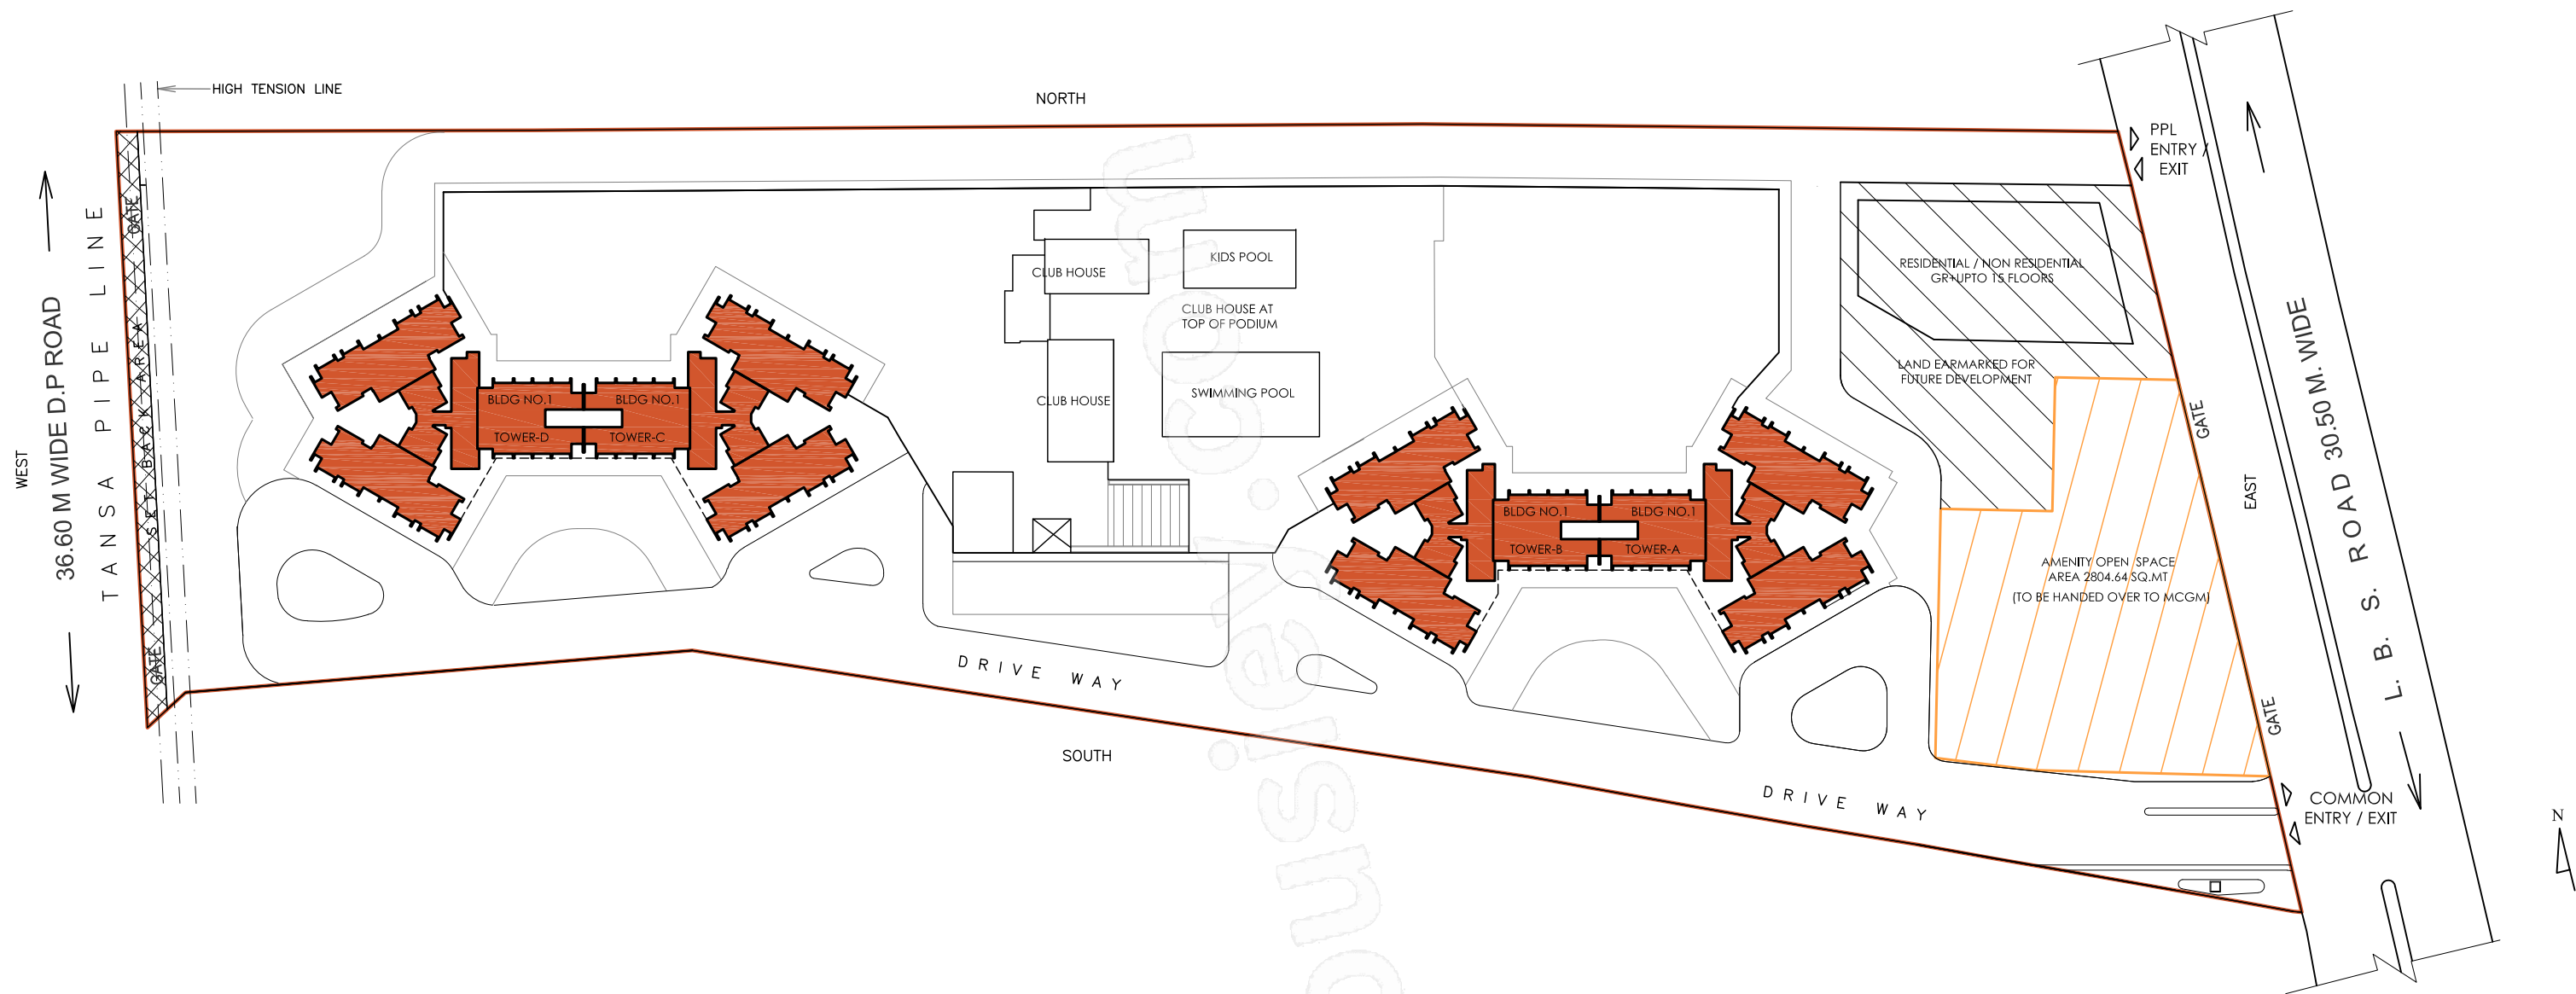 HIGH TENSION LINE
NORTH
PPL
ENTRY /
EXIT
WEST
36.60 M WIDE D.P ROAD
TANSA PIPE LINE
GATE
SET BACK AREA
GATE
CLUB HOUSE
KIDS POOL
CLUB HOUSE AT
TOP OF PODIUM
CLUB HOUSE
SWIMMING POOL
BLDG NO.1
BLDG NO.1
TOWER-D
TOWER-C
BLDG NO.1
BLDG NO.1
TOWER-B
TOWER-A
RESIDENTIAL / NON RESIDENTIAL
GR+UPTO 15 FLOORS
LAND EARMARKED FOR
FUTURE DEVELOPMENT
GATE
EAST
L. B. S. ROAD 30.50 M. WIDE
AMENITY OPEN SPACE
AREA 2804.64 SQ.MT
(TO BE HANDED OVER TO MCGM)
GATE
DRIVE WAY
SOUTH
DRIVE WAY
COMMON
ENTRY / EXIT
N